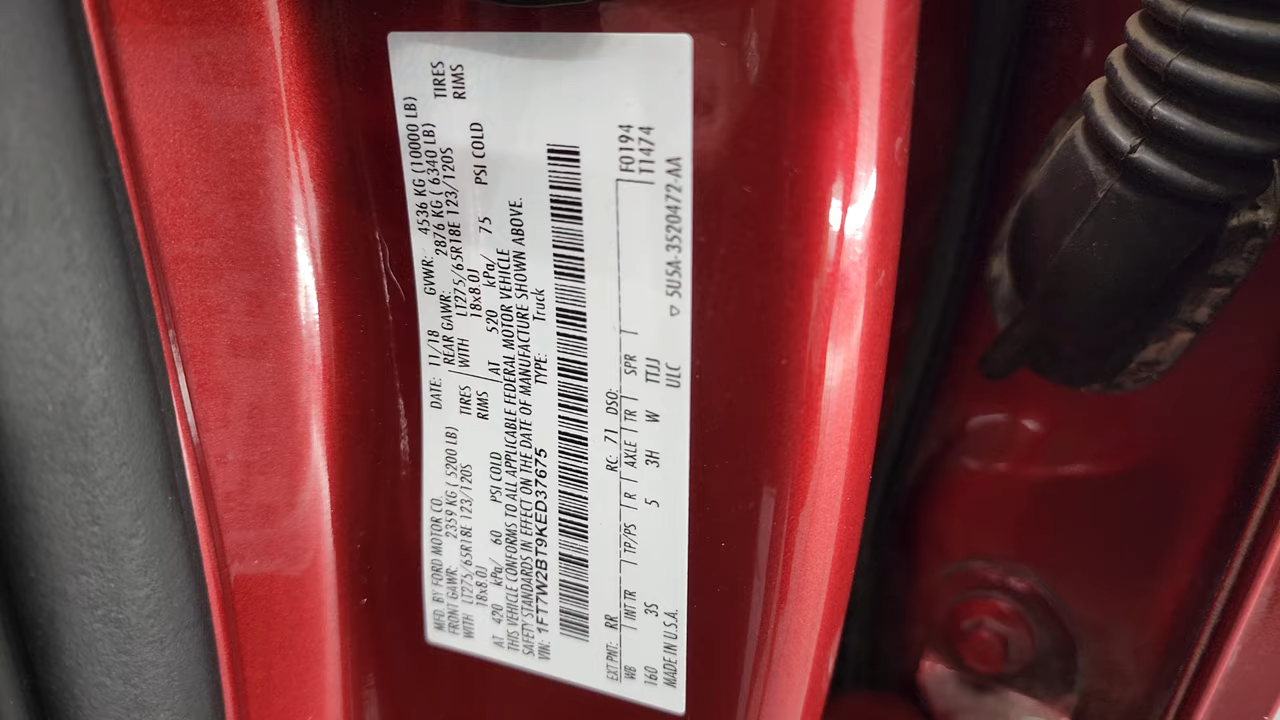 MFD. BY FORD MOTOR CO.
DATE: 11/18 GVWR: 4536 KG (10000 LB)
FRONT GAWR: 2359 KG ( 5200 LB) REAR GAWR: 2876 KG ( 6340 LB)
WITH LT275/65R18E 123/120S TIRES WITH LT275/65R18E 123/120S TIRES
18x8.0J RIMS 18x8.0J RIMS
AT 420 kPa/ 60 PSI COLD AT 520 kPa/ 75 PSI COLD
THIS VEHICLE CONFORMS TO ALL APPLICABLE FEDERAL MOTOR VEHICLE
SAFETY STANDARDS IN EFFECT ON THE DATE OF MANUFACTURE SHOWN ABOVE.
VIN: 1FT7W2BT9KED37675 TYPE: Truck
EXT PNT: RR RC: 71 DSO: F0194
WB INT TR TP/PS R AXLE TR SPR T1474
160 3S 5 3H W TTJJ
MADE IN U.S.A. ULC
5U5A-3520472-AA